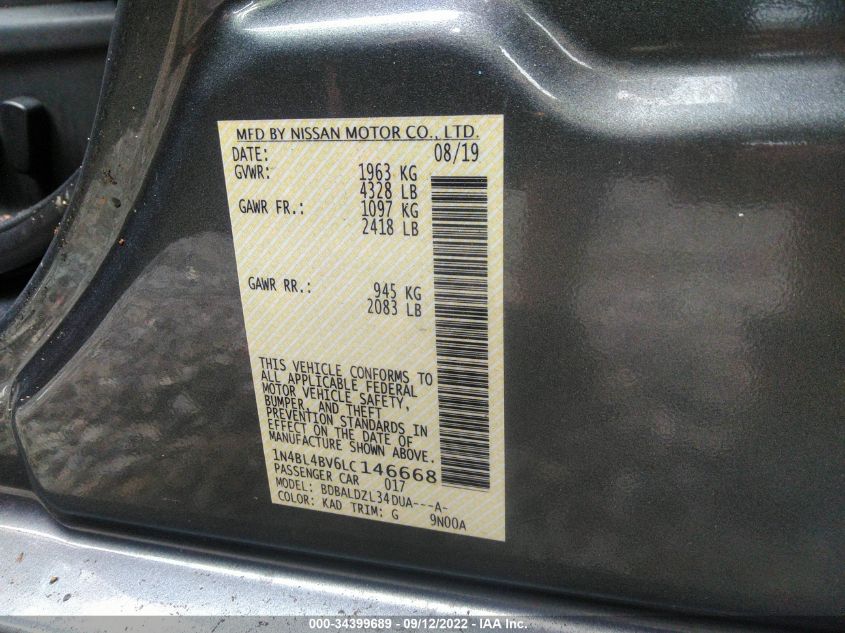 MFD BY NISSAN MOTOR CO., LTD.
DATE: 08/19
GVWR: 1963 KG
4328 LB
GAWR FR.: 1097 KG
2418 LB
GAWR RR.: 945 KG
2083 LB
THIS VEHICLE CONFORMS TO
ALL APPLICABLE FEDERAL
MOTOR VEHICLE SAFETY,
BUMPER, AND THEFT
PREVENTION STANDARDS IN
EFFECT ON THE DATE OF
MANUFACTURE SHOWN ABOVE.
1N4BL4BV6LC146668
PASSENGER CAR 017
MODEL: BDBALDZL34DUA---A-
COLOR: KAD TRIM: G 9N00A
000-34399689 - 09/12/2022 - IAA, Inc.